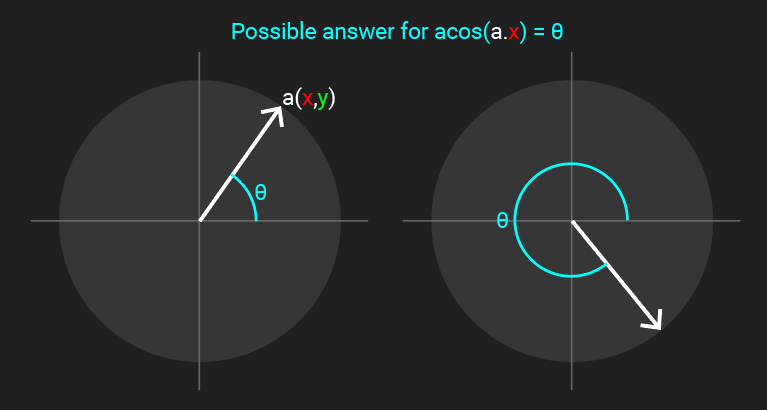 Possible answer for acos(a.x) = θ
a(x,y)
θ
θ